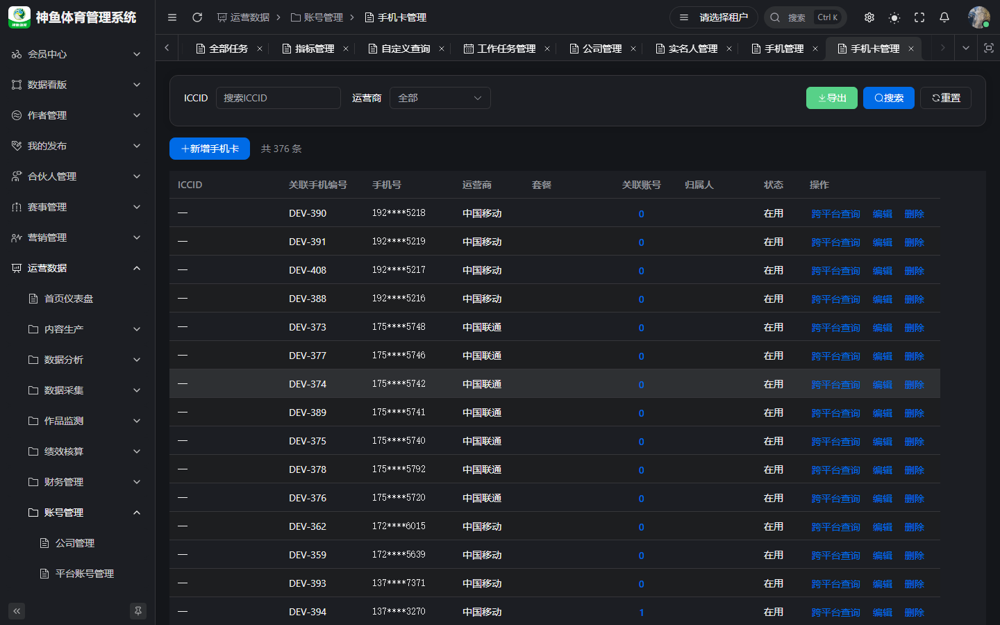 神鱼体育管理系统
运营数据
账号管理
手机卡管理
请选择租户
搜索
Ctrl K
全部任务
指标管理
自定义查询
工作任务管理
公司管理
实名人管理
手机管理
手机卡管理
会员中心
数据看版
作者管理
我的发布
合伙人管理
赛事管理
营销管理
运营数据
首页仪表盘
内容生产
数据分析
数据采集
作品监测
绩效核算
财务管理
账号管理
公司管理
平台账号管理
ICCID 搜索ICCID 运营商 全部 导出 搜索 重置
新增手机卡 共 376 条
ICCID 关联手机编号 手机号 运营商 套餐 关联账号 归属人 状态 操作
— DEV-390 192****5218 中国移动 0 在用 跨平台查询 编辑 删除
— DEV-391 192****5219 中国移动 0 在用 跨平台查询 编辑 删除
— DEV-408 192****5217 中国移动 0 在用 跨平台查询 编辑 删除
— DEV-388 192****5216 中国移动 0 在用 跨平台查询 编辑 删除
— DEV-373 175****5748 中国联通 0 在用 跨平台查询 编辑 删除
— DEV-377 175****5746 中国联通 0 在用 跨平台查询 编辑 删除
— DEV-374 175****5742 中国联通 0 在用 跨平台查询 编辑 删除
— DEV-389 175****5741 中国联通 0 在用 跨平台查询 编辑 删除
— DEV-375 175****5740 中国联通 0 在用 跨平台查询 编辑 删除
— DEV-378 175****5792 中国联通 0 在用 跨平台查询 编辑 删除
— DEV-376 175****5720 中国联通 0 在用 跨平台查询 编辑 删除
— DEV-362 172****6015 中国移动 0 在用 跨平台查询 编辑 删除
— DEV-359 172****5639 中国移动 0 在用 跨平台查询 编辑 删除
— DEV-393 137****7371 中国移动 0 在用 跨平台查询 编辑 删除
— DEV-394 137****3270 中国移动 1 在用 跨平台查询 编辑 删除